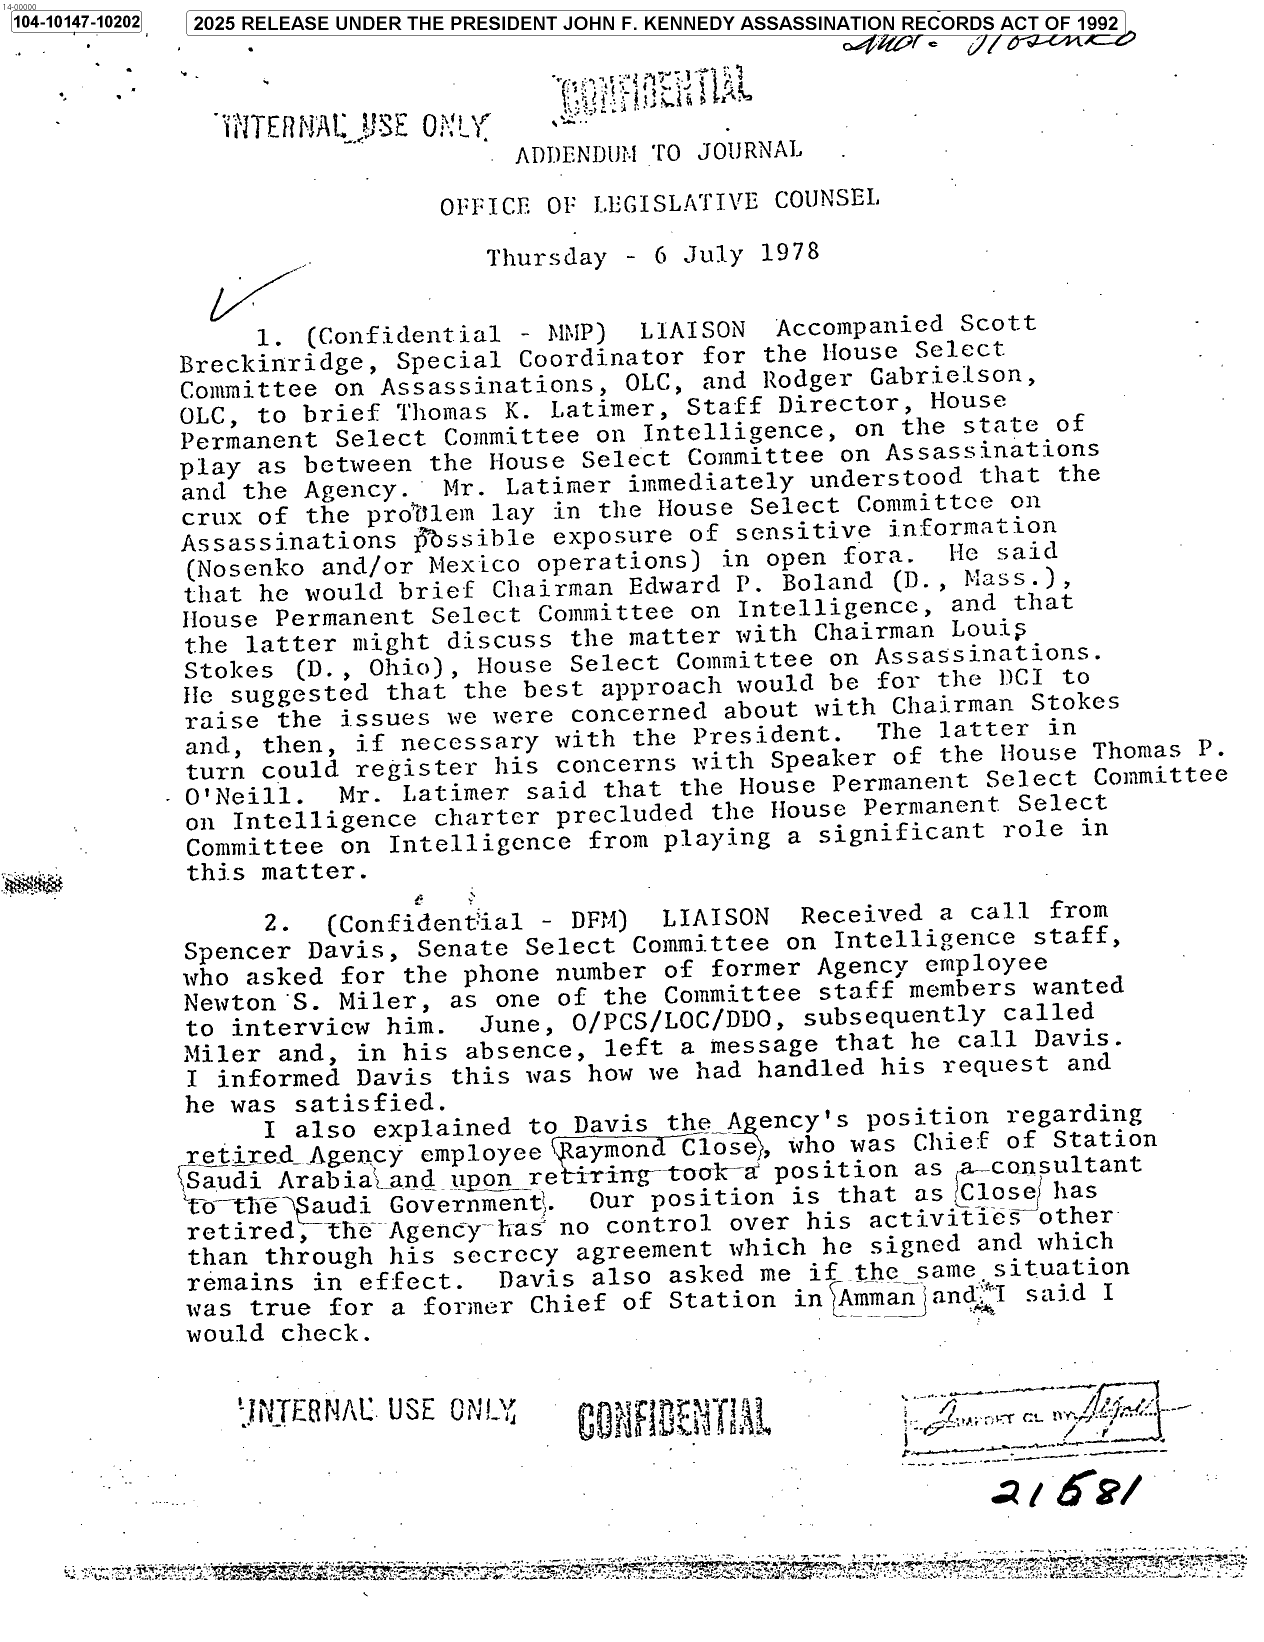 14-00000
104-10147-10202
2025 RELEASE UNDER THE PRESIDENT JOHN F. KENNEDY ASSASSINATION RECORDS ACT OF 1992
Nosenko
CONFIDENTIAL
INTERNAL USE ONLY
ADDENDUM TO JOURNAL
OFFICE OF LEGISLATIVE COUNSEL
Thursday - 6 July 1978
1. (Confidential - MMP) LIAISON Accompanied Scott
Breckinridge, Special Coordinator for the House Select
Committee on Assassinations, OLC, and Rodger Gabrielson,
OLC, to brief Thomas K. Latimer, Staff Director, House
Permanent Select Committee on Intelligence, on the state of
play as between the House Select Committee on Assassinations
and the Agency. Mr. Latimer immediately understood that the
crux of the problem lay in the House Select Committee on
Assassinations possible exposure of sensitive information
(Nosenko and/or Mexico operations) in open fora. He said
that he would brief Chairman Edward P. Boland (D., Mass.),
House Permanent Select Committee on Intelligence, and that
the latter might discuss the matter with Chairman Louis
Stokes (D., Ohio), House Select Committee on Assassinations.
He suggested that the best approach would be for the DCI to
raise the issues we were concerned about with Chairman Stokes
and, then, if necessary with the President. The latter in
turn could register his concerns with Speaker of the House Thomas P.
O'Neill. Mr. Latimer said that the House Permanent Select Committee
on Intelligence charter precluded the House Permanent Select
Committee on Intelligence from playing a significant role in
this matter.
2. (Confidential - DFM) LIAISON Received a call from
Spencer Davis, Senate Select Committee on Intelligence staff,
who asked for the phone number of former Agency employee
Newton S. Miler, as one of the Committee staff members wanted
to interview him. June, O/PCS/LOC/DDO, subsequently called
Miler and, in his absence, left a message that he call Davis.
I informed Davis this was how we had handled his request and
he was satisfied.
I also explained to Davis the Agency's position regarding
retired Agency employee Raymond Close, who was Chief of Station
Saudi Arabia and upon retiring took a position as a consultant
to the Saudi Government. Our position is that as Close has
retired, the Agency has no control over his activities other
than through his secrecy agreement which he signed and which
remains in effect. Davis also asked me if the same situation
was true for a former Chief of Station in Amman and I said I
would check.
INTERNAL USE ONLY
CONFIDENTIAL
CL BY
21681